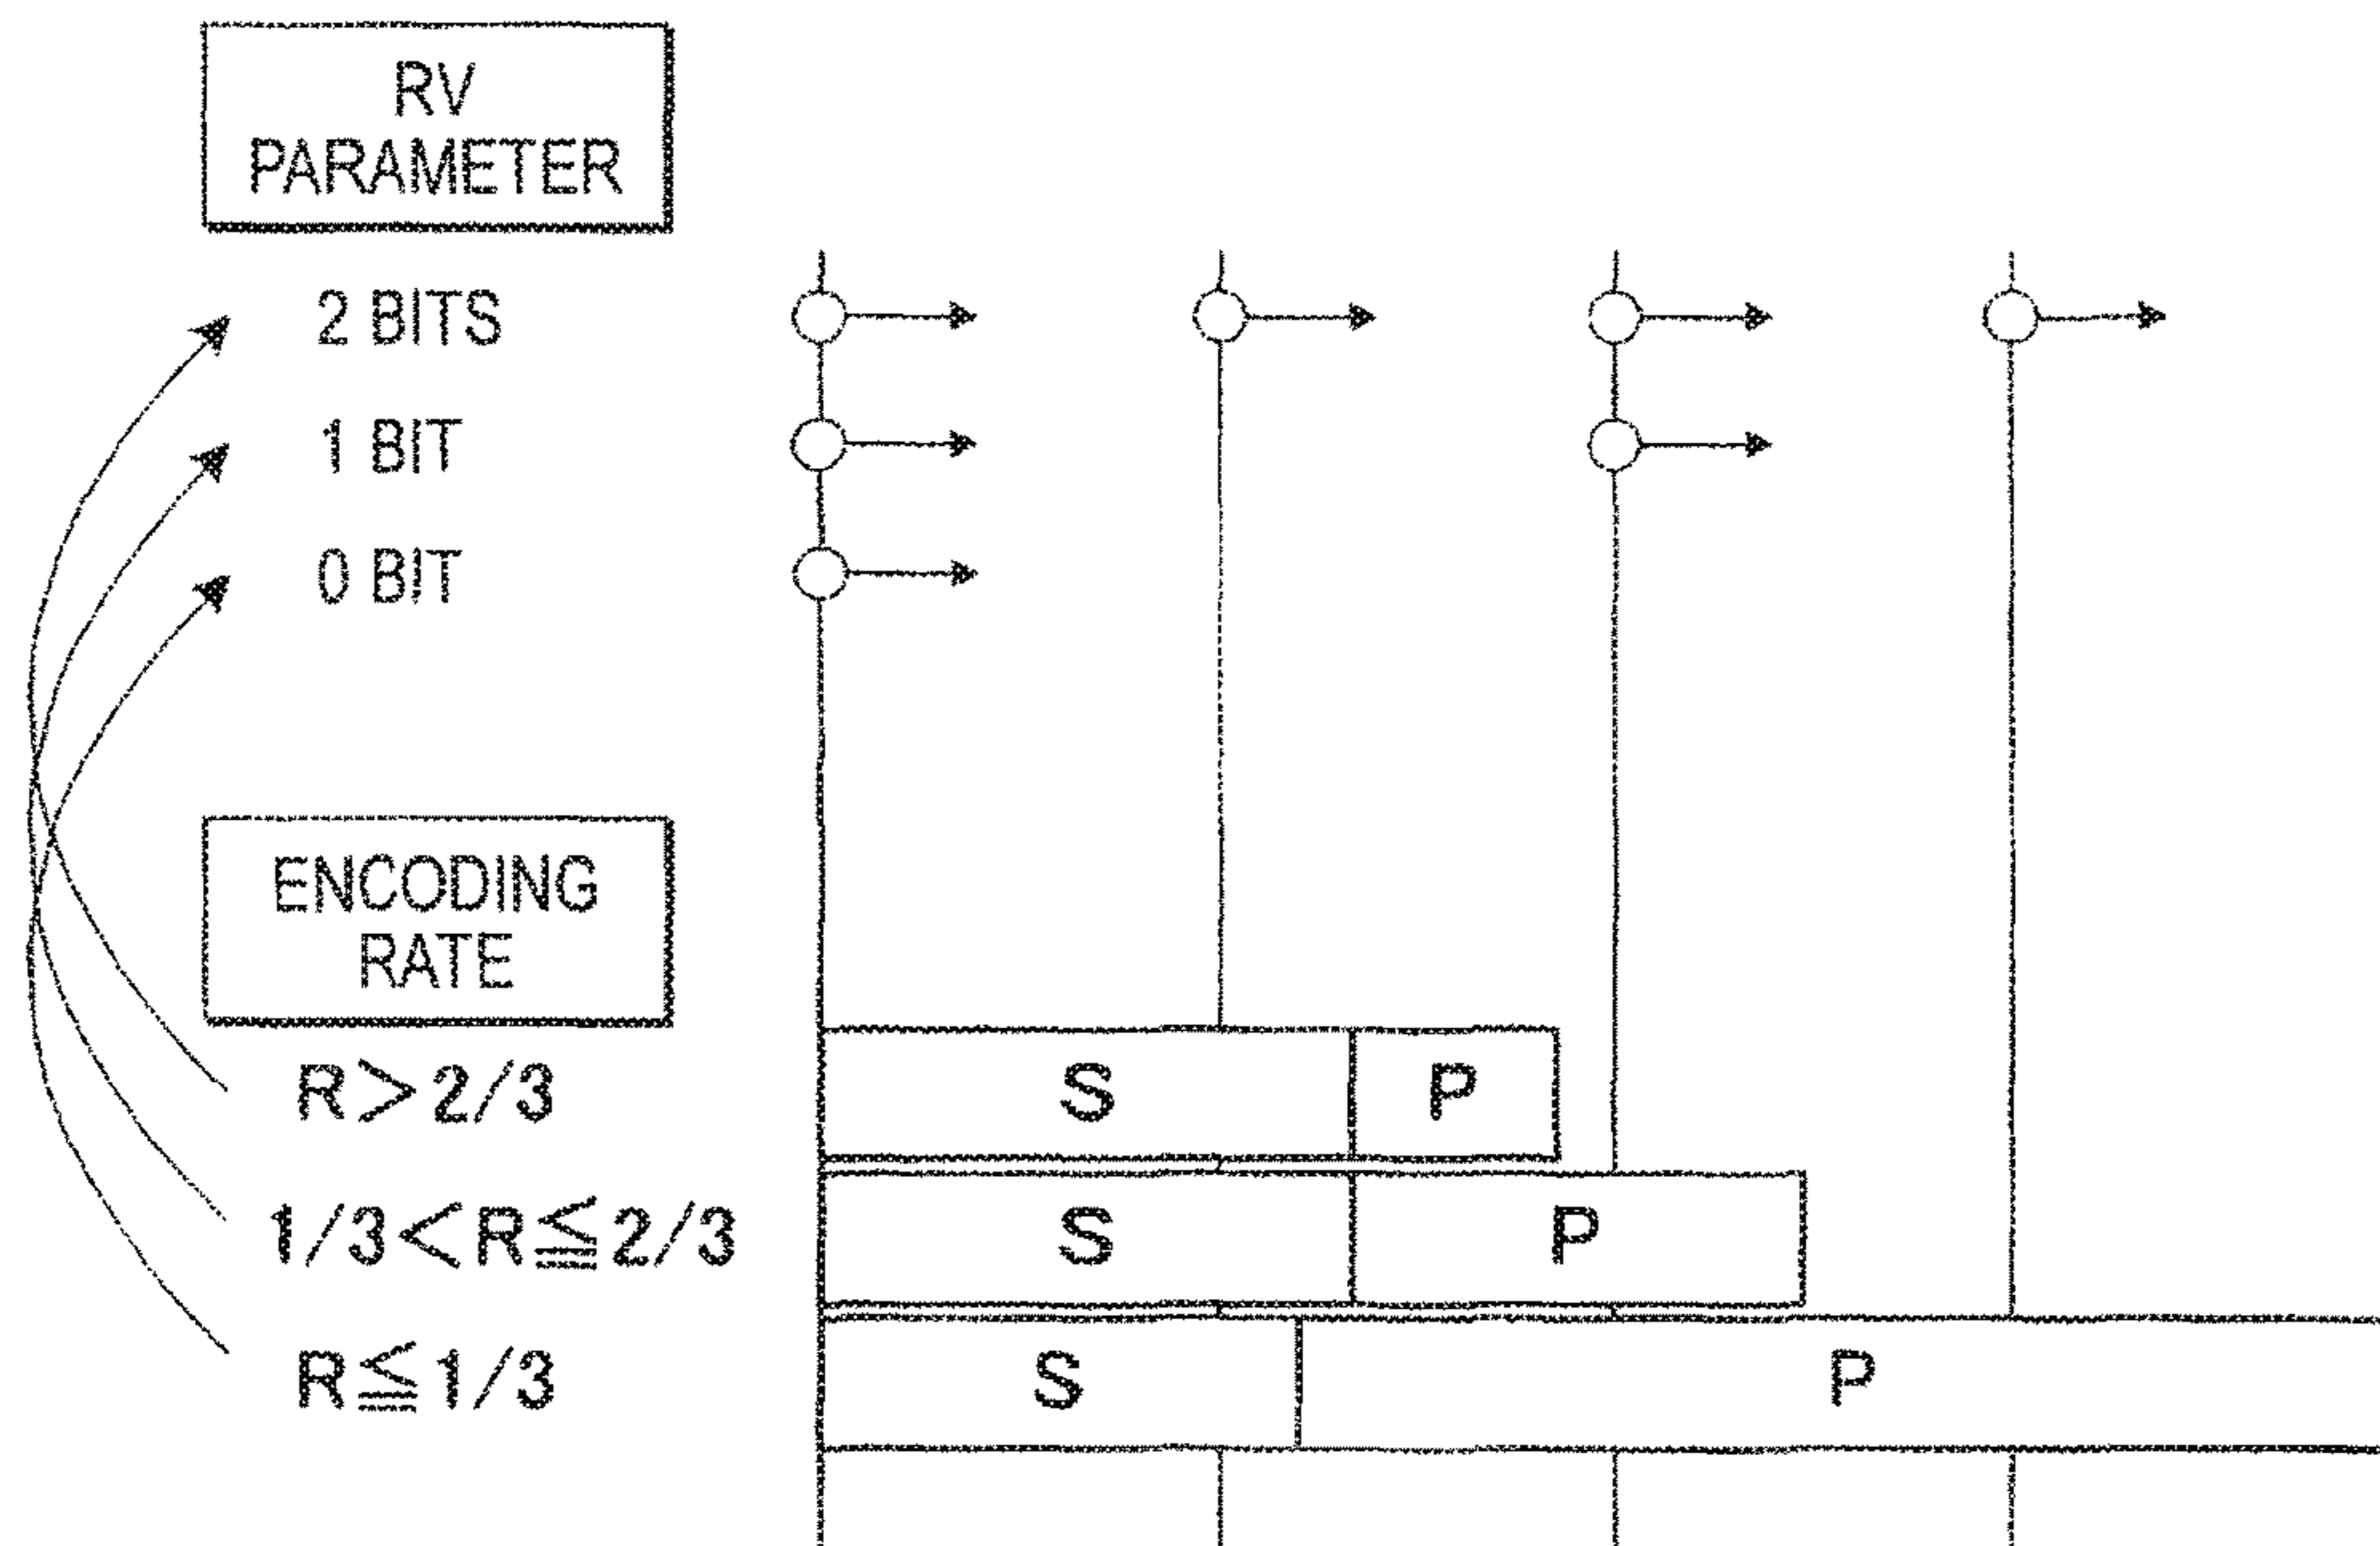 RV
PARAMETER
2 BITS
1 BIT
0 BIT
ENCODING
RATE
R>2/3
S
P
1/3<R≦2/3
S
P
R≦1/3
S
P